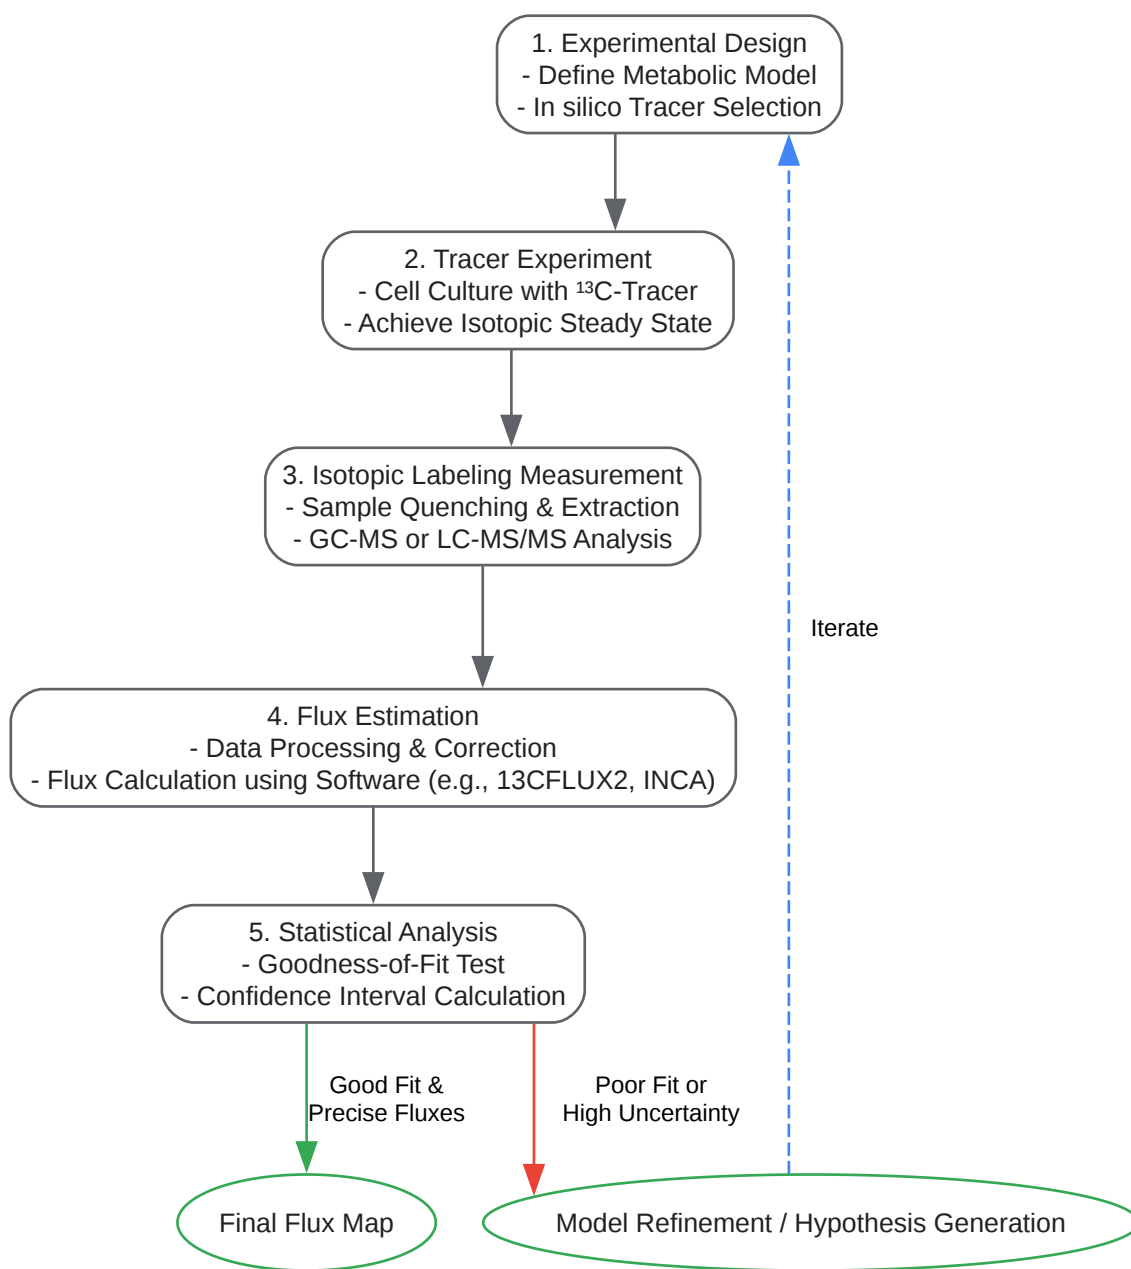 1. Experimental Design
- Define Metabolic Model
- In silico Tracer Selection
2. Tracer Experiment
- Cell Culture with ¹³C-Tracer
- Achieve Isotopic Steady State
3. Isotopic Labeling Measurement
- Sample Quenching & Extraction
- GC-MS or LC-MS/MS Analysis
Iterate
4. Flux Estimation
- Data Processing & Correction
- Flux Calculation using Software (e.g., 13CFLUX2, INCA)
5. Statistical Analysis
- Goodness-of-Fit Test
- Confidence Interval Calculation
Good Fit &
Precise Fluxes
Poor Fit or
High Uncertainty
Final Flux Map
Model Refinement / Hypothesis Generation